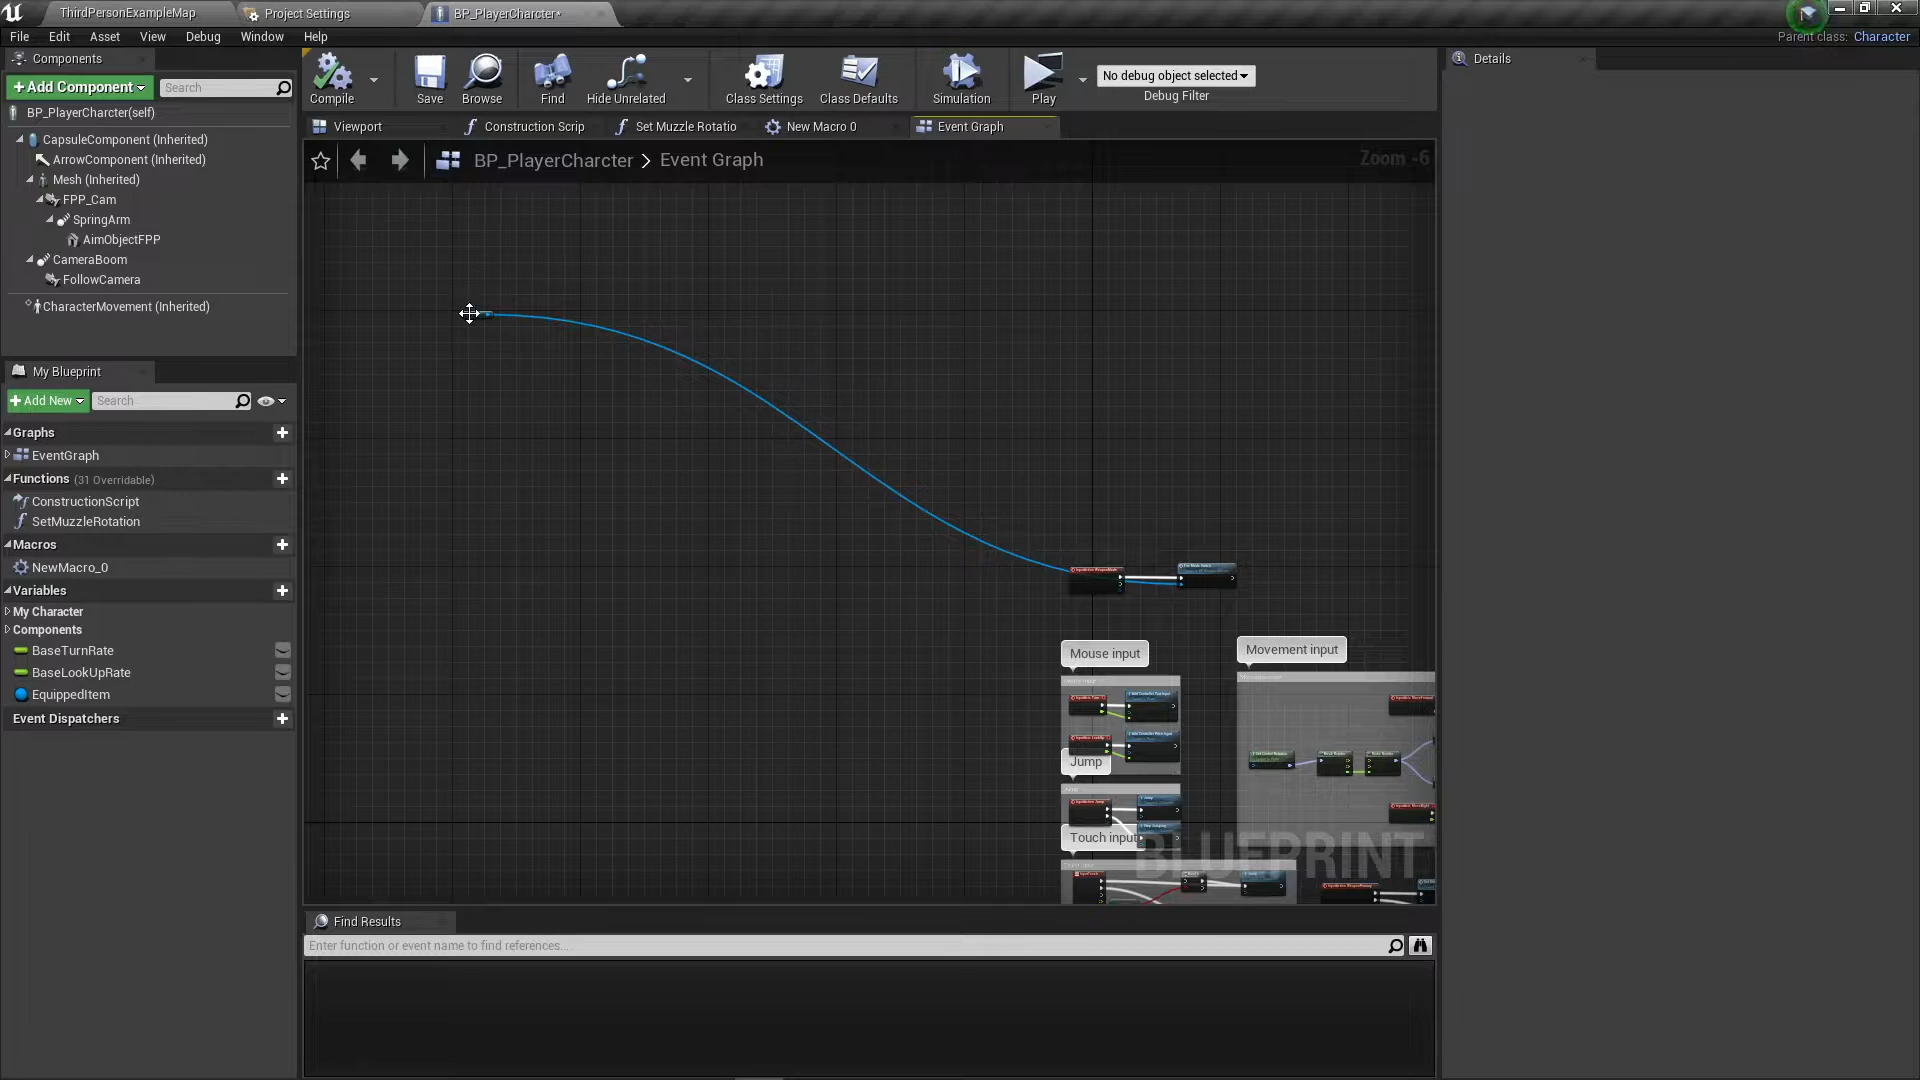 ThirdPersonExampleMap
Project Settings
BP_PlayerCharcter*
File Edit Asset View Debug Window Help
Parent class: Character
Components
+Add Component
Search
BP_PlayerCharcter(self)
CapsuleComponent (Inherited)
ArrowComponent (Inherited)
Mesh (Inherited)
FPP_Cam
SpringArm
AimObjectFPP
CameraBoom
FollowCamera
CharacterMovement (Inherited)
My Blueprint
+Add New
Search
Graphs
EventGraph
Functions (31 Overridable)
ConstructionScript
SetMuzzleRotation
Macros
NewMacro_0
Variables
My Character
Components
BaseTurnRate
BaseLookUpRate
EquippedItem
Event Dispatchers
Compile
Save
Browse
Find
Hide Unrelated
Class Settings
Class Defaults
Simulation
Play
No debug object selected
Debug Filter
Viewport
Construction Scrip
Set Muzzle Rotatio
New Macro 0
Event Graph
BP_PlayerCharcter > Event Graph
Zoom -6
Mouse input
Movement input
Jump
Touch input
BLUEPRINT
Find Results
Enter function or event name to find references...
Details